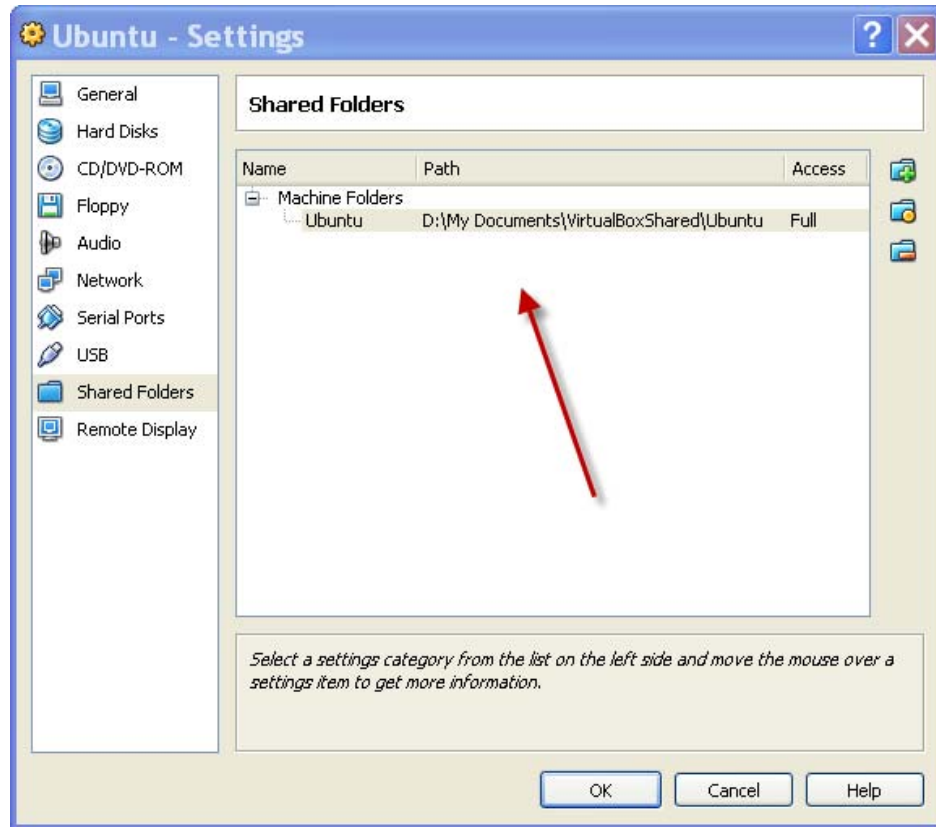 Ubuntu - Settings
General
Hard Disks
CD/DVD-ROM
Floppy
Audio
Network
Serial Ports
USB
Shared Folders
Remote Display
Shared Folders
Name Path Access
Machine Folders
Ubuntu D:\My Documents\VirtualBoxShared\Ubuntu Full
Select a settings category from the list on the left side and move the mouse over a
settings item to get more information.
OK Cancel Help